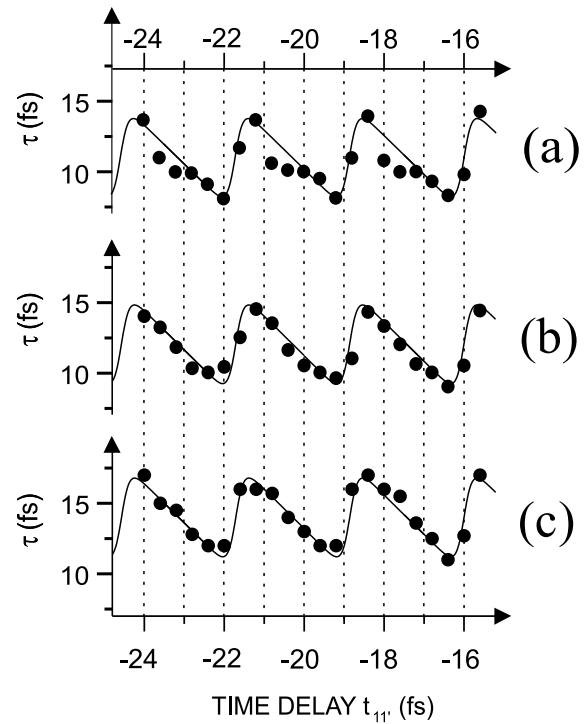 -24 -22 -20 -18 -16
15
10
τ (fs)
(a)
15
10
τ (fs)
(b)
15
10
τ (fs)
(c)
-24 -22 -20 -18 -16
TIME DELAY t11' (fs)